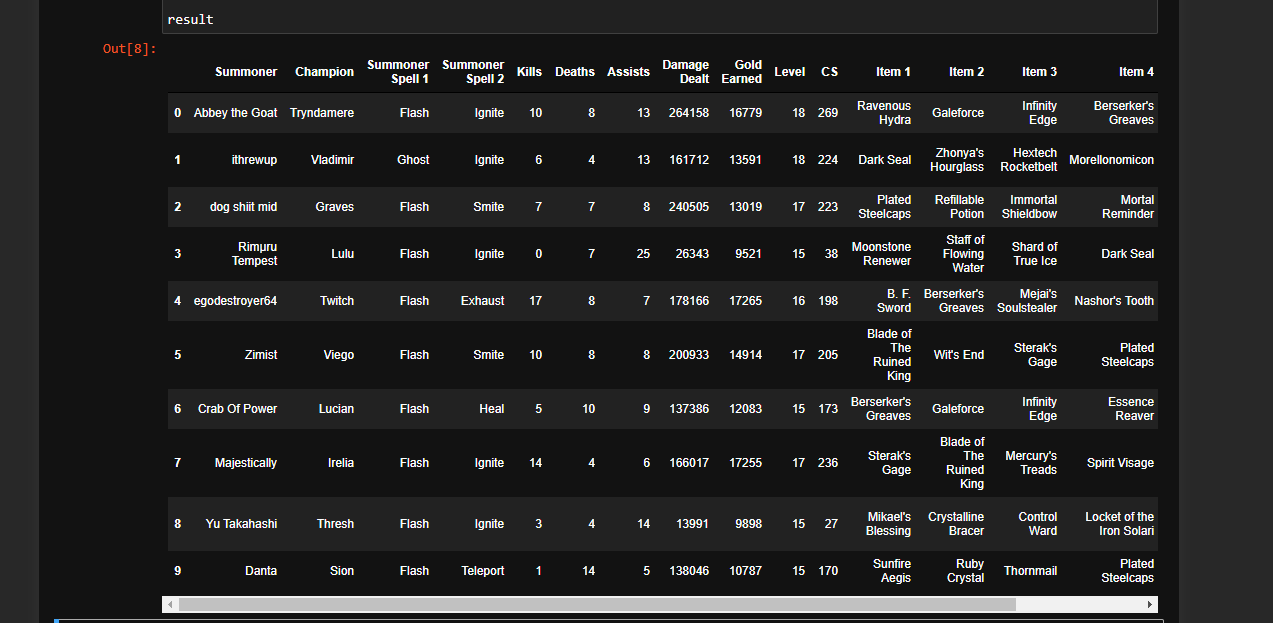 result
Out[8]:
Summoner Champion Summoner Spell 1 Summoner Spell 2 Kills Deaths Assists Damage Dealt Gold Earned Level CS Item 1 Item 2 Item 3 Item 4
0 Abbey the Goat Tryndamere Flash Ignite 10 8 13 264158 16779 18 269 Ravenous Hydra Galeforce Infinity Edge Berserker's Greaves
1 ithrewup Vladimir Ghost Ignite 6 4 13 161712 13591 18 224 Dark Seal Zhonya's Hourglass Hextech Rocketbelt Morellonomicon
2 dog shiit mid Graves Flash Smite 7 7 8 240505 13019 17 223 Plated Steelcaps Refillable Potion Immortal Shieldbow Mortal Reminder
3 Rimuru Tempest Lulu Flash Ignite 0 7 25 26343 9521 15 38 Moonstone Renewer Staff of Flowing Water Shard of True Ice Dark Seal
4 egodestroyer64 Twitch Flash Exhaust 17 8 7 178166 17265 16 198 B. F. Sword Berserker's Greaves Mejai's Soulstealer Nashor's Tooth
5 Zimist Viego Flash Smite 10 8 8 200933 14914 17 205 Blade of The Ruined King Wit's End Sterak's Gage Plated Steelcaps
6 Crab Of Power Lucian Flash Heal 5 10 9 137386 12083 15 173 Berserker's Greaves Galeforce Infinity Edge Essence Reaver
7 Majestically Irelia Flash Ignite 14 4 6 166017 17255 17 236 Sterak's Gage Blade of The Ruined King Mercury's Treads Spirit Visage
8 Yu Takahashi Thresh Flash Ignite 3 4 14 13991 9898 15 27 Mikael's Blessing Crystalline Bracer Control Ward Locket of the Iron Solari
9 Danta Sion Flash Teleport 1 14 5 138046 10787 15 170 Sunfire Aegis Ruby Crystal Thornmail Plated Steelcaps